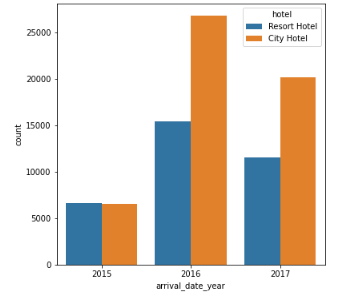 hotel
Resort Hotel
City Hotel
25000
20000
15000
10000
5000
0
count
2015 2016 2017
arrival_date_year